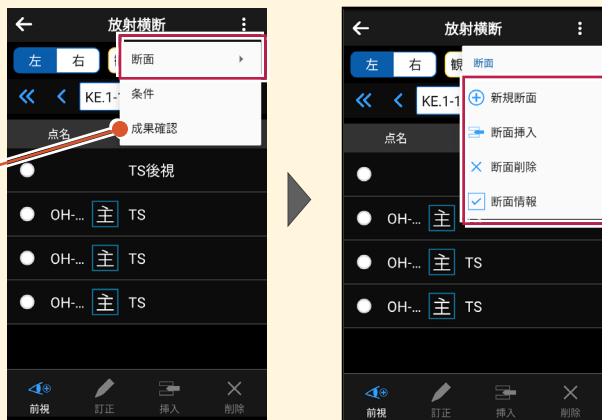 放射横断
左 右
断面
条件
成果確認
KE.1-
点名
TS後視
OH-... 主 TS
OH-... 主 TS
OH-... 主 TS
前視 訂正 挿入 削除
放射横断
左 右 観
断面
新規断面
断面挿入
断面削除
断面情報
KE.1-1
点名
OH-... 主
OH-... 主 TS
OH-... 主 TS
前視 訂正 挿入 削除